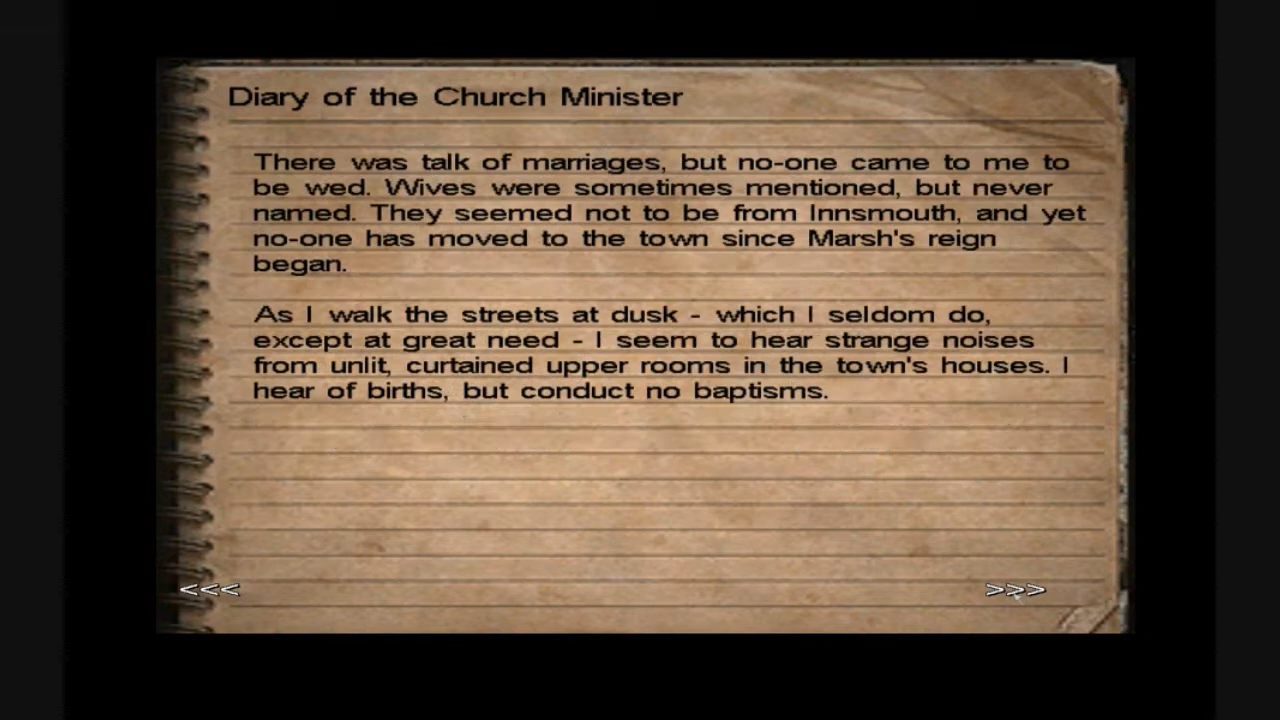 Diary of the Church Minister
There was talk of marriages, but no-one came to me to
be wed. Wives were sometimes mentioned, but never
named. They seemed not to be from Innsmouth, and yet
no-one has moved to the town since Marsh's reign
began.
As I walk the streets at dusk - which I seldom do,
except at great need - I seem to hear strange noises
from unlit, curtained upper rooms in the town's houses. I
hear of births, but conduct no baptisms.
<<< >>>